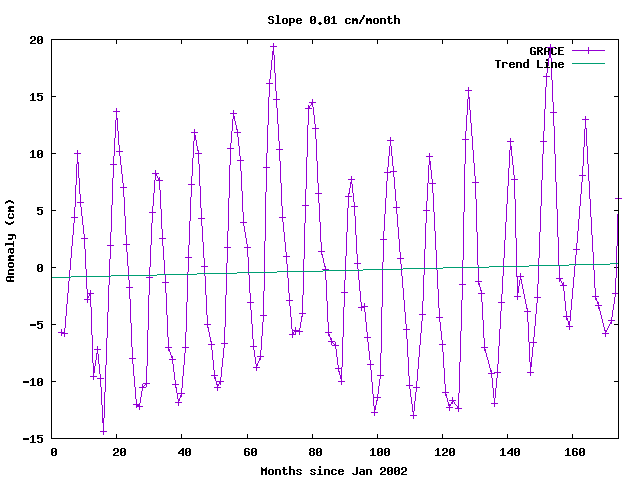 Slope 0.01 cm/month
GRACE
Trend Line
20
15
10
5
0
-5
-10
-15
Anomaly (cm)
0 20 40 60 80 100 120 140 160
Months since Jan 2002